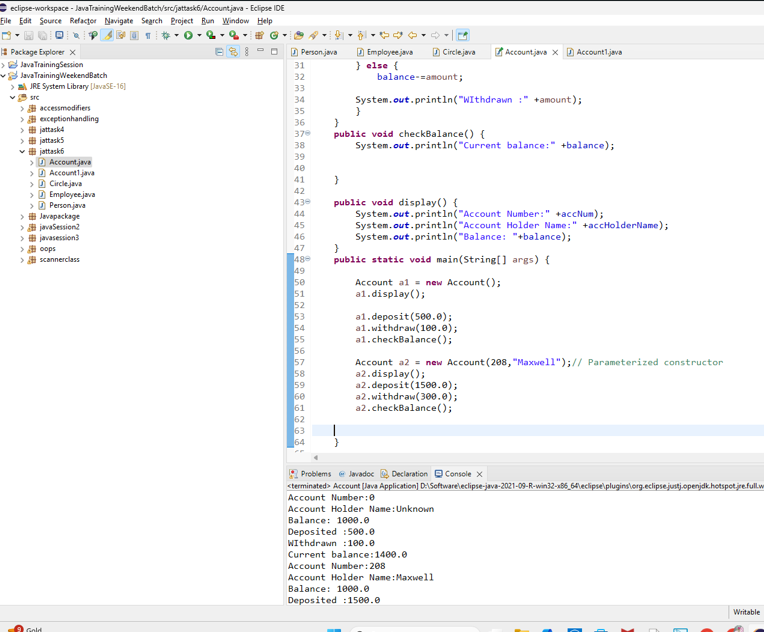 eclipse-workspace - JavaTrainingWeekendBatch/src/jattask6/Account.java - Eclipse IDE
File Edit Source Refactor Navigate Search Project Run Window Help
Package Explorer
JavaTrainingSession
JavaTrainingWeekendBatch
JRE System Library [JavaSE-16]
src
accessmodifiers
exceptionhandling
jattask4
jattask5
jattask6
Account.java
Account1.java
Circle.java
Employee.java
Person.java
Javapackage
javaSession2
javasession3
oops
scannerclass
Person.java Employee.java Circle.java Account.java Account1.java
31 } else {
32 balance-=amount;
33
34 System.out.println("WIthdrawn :" +amount);
35 }
36 }
37 public void checkBalance() {
38 System.out.println("Current balance:" +balance);
39
40
41 }
42
43 public void display() {
44 System.out.println("Account Number:" +accNum);
45 System.out.println("Account Holder Name:" +accHolderName);
46 System.out.println("Balance: "+balance);
47 }
48 public static void main(String[] args) {
49
50 Account a1 = new Account();
51 a1.display();
52
53 a1.deposit(500.0);
54 a1.withdraw(100.0);
55 a1.checkBalance();
56
57 Account a2 = new Account(208,"Maxwell");// Parameterized constructor
58 a2.display();
59 a2.deposit(1500.0);
60 a2.withdraw(300.0);
61 a2.checkBalance();
62
63
64 }
Problems Javadoc Declaration Console
<terminated> Account [Java Application] D:\Software\eclipse-java-2021-09-R-win32-x86_64\eclipse\plugins\org.eclipse.justj.openjdk.hotspot.jre.full.w
Account Number:0
Account Holder Name:Unknown
Balance: 1000.0
Deposited :500.0
WIthdrawn :100.0
Current balance:1400.0
Account Number:208
Account Holder Name:Maxwell
Balance: 1000.0
Deposited :1500.0
Writable
Gold